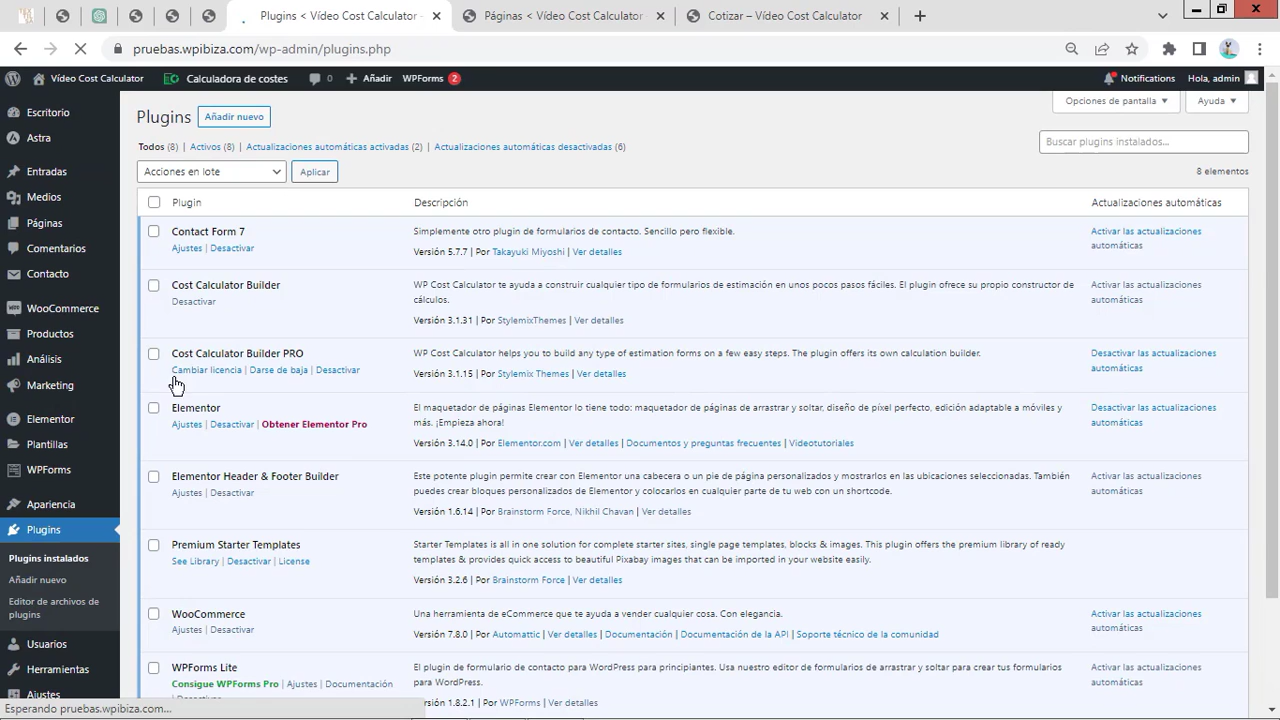 Plugins < Vídeo Cost Calculator
Páginas < Vídeo Cost Calculator
Cotizar – Vídeo Cost Calculator
pruebas.wpibiza.com/wp-admin/plugins.php
Vídeo Cost Calculator
Calculadora de costes
0
Añadir
WPForms 2
Notifications
Hola, admin
Escritorio
Astra
Entradas
Medios
Páginas
Comentarios
Contacto
WooCommerce
Productos
Análisis
Marketing
Elementor
Plantillas
WPForms
Apariencia
Plugins
Plugins instalados
Añadir nuevo
Editor de archivos de
plugins
Usuarios
Herramientas
Ajustes
Plugins
Añadir nuevo
Opciones de pantalla
Ayuda
Todos (8) | Activos (8) | Actualizaciones automáticas activadas (2) | Actualizaciones automáticas desactivadas (6)
Buscar plugins instalados...
Acciones en lote
Aplicar
8 elementos
Plugin
Descripción
Actualizaciones automáticas
Contact Form 7
Ajustes | Desactivar
Simplemente otro plugin de formularios de contacto. Sencillo pero flexible.
Versión 5.7.7 | Por Takayuki Miyoshi | Ver detalles
Activar las actualizaciones
automáticas
Cost Calculator Builder
Desactivar
WP Cost Calculator te ayuda a construir cualquier tipo de formularios de estimación en unos pocos pasos fáciles. El plugin ofrece su propio constructor de
cálculos.
Versión 3.1.31 | Por StylemixThemes | Ver detalles
Activar las actualizaciones
automáticas
Cost Calculator Builder PRO
Cambiar licencia | Darse de baja | Desactivar
WP Cost Calculator helps you to build any type of estimation forms on a few easy steps. The plugin offers its own calculation builder.
Versión 3.1.15 | Por Stylemix Themes | Ver detalles
Desactivar las actualizaciones
automáticas
Elementor
Ajustes | Desactivar | Obtener Elementor Pro
El maquetador de páginas Elementor lo tiene todo: maquetador de páginas de arrastrar y soltar, diseño de píxel perfecto, edición adaptable a móviles y
más. ¡Empieza ahora!
Versión 3.14.0 | Por Elementor.com | Ver detalles | Documentos y preguntas frecuentes | Videotutoriales
Desactivar las actualizaciones
automáticas
Elementor Header & Footer Builder
Ajustes | Desactivar
Este potente plugin permite crear con Elementor una cabecera o un pie de página personalizados y mostrarlos en las ubicaciones seleccionadas. También
puedes crear bloques personalizados de Elementor y colocarlos en cualquier parte de tu web con un shortcode.
Versión 1.6.14 | Por Brainstorm Force, Nikhil Chavan | Ver detalles
Activar las actualizaciones
automáticas
Premium Starter Templates
See Library | Desactivar | License
Starter Templates is all in one solution for complete starter sites, single page templates, blocks & images. This plugin offers the premium library of ready
templates & provides quick access to beautiful Pixabay images that can be imported in your website easily.
Versión 3.2.6 | Por Brainstorm Force | Ver detalles
WooCommerce
Ajustes | Desactivar
Una herramienta de eCommerce que te ayuda a vender cualquier cosa. Con elegancia.
Versión 7.8.0 | Por Automattic | Ver detalles | Documentación | Documentación de la API | Soporte técnico de la comunidad
Activar las actualizaciones
automáticas
WPForms Lite
Consigue WPForms Pro | Ajustes | Documentación
El plugin de formulario de contacto para WordPress para principiantes. Usa nuestro editor de formularios de arrastrar y soltar para crear tus formularios
para WordPress.
Versión 1.8.2.1 | Por WPForms | Ver detalles
Activar las actualizaciones
automáticas
Esperando pruebas.wpibiza.com...